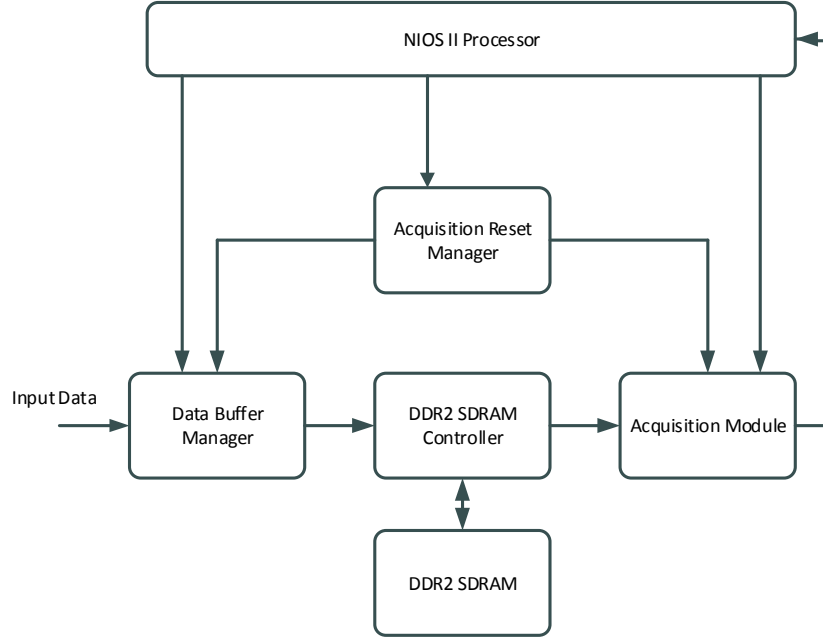 NIOS II Processor
Acquisition Reset
Manager
Input Data
Data Buffer
Manager
DDR2 SDRAM
Controller
Acquisition Module
DDR2 SDRAM